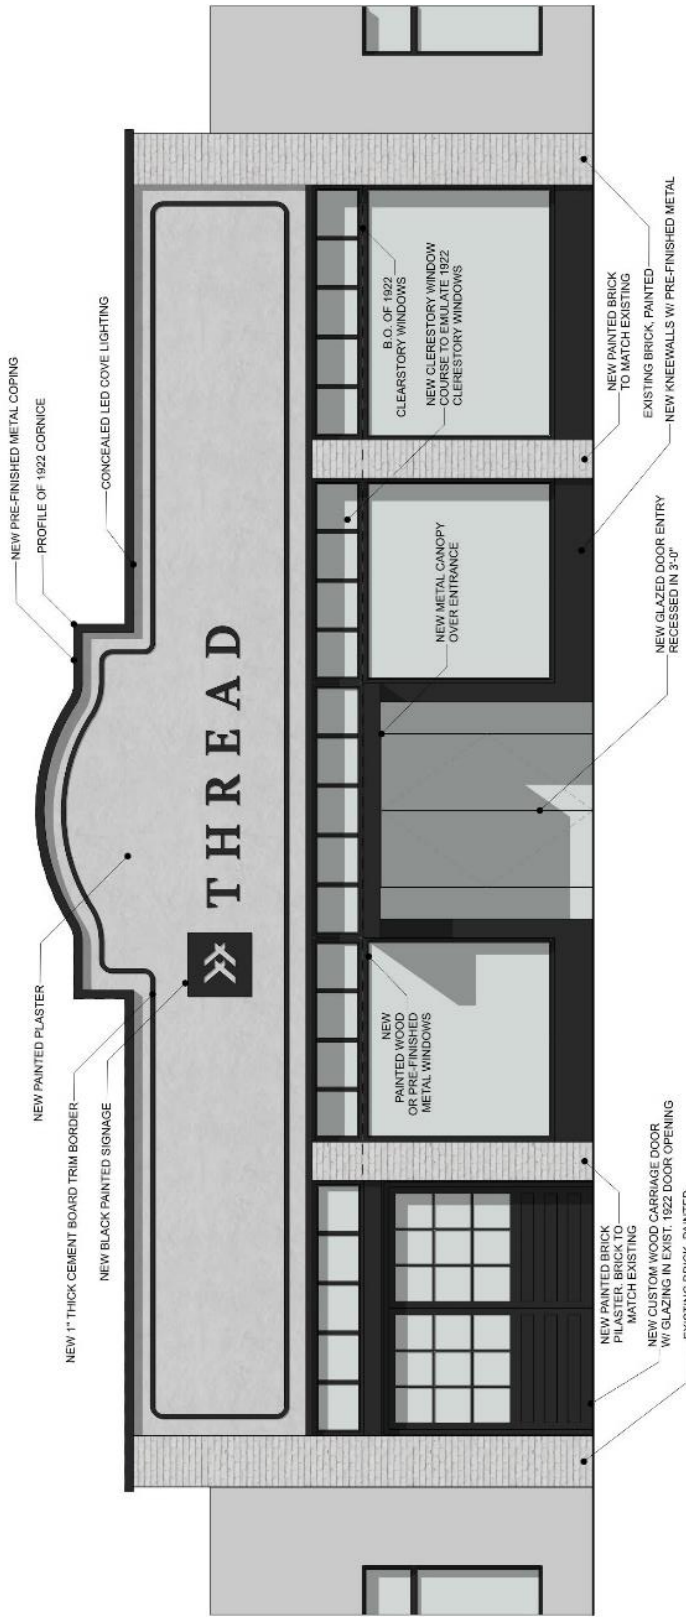 NEW PRE-FINISHED METAL COPING
PROFILE OF 1922 CORNICE
CONCEALED LED COVE LIGHTING
NEW PAINTED PLASTER
NEW 1" THICK CEMENT BOARD TRIM BORDER
NEW BLACK PAINTED SIGNAGE
THREAD
B.O. OF 1922
CLEARSTORY WINDOWS
NEW CLERESTORY WINDOW
COURSE TO EMULATE 1922
CLERESTORY WINDOWS
NEW METAL CANOPY
OVER ENTRANCE
NEW
PAINTED WOOD
OR PRE-FINISHED
METAL WINDOWS
NEW PAINTED BRICK
PILASTER, BRICK TO
MATCH EXISTING
NEW CUSTOM WOOD CARRIAGE DOOR
W/ GLAZING IN EXIST. 1922 DOOR OPENING
EXISTING BRICK, PAINTED
NEW GLAZED DOOR ENTRY
RECESSED IN 3'-0"
NEW PAINTED BRICK
TO MATCH EXISTING
EXISTING BRICK, PAINTED
NEW KNEEWALLS W/ PRE-FINISHED METAL